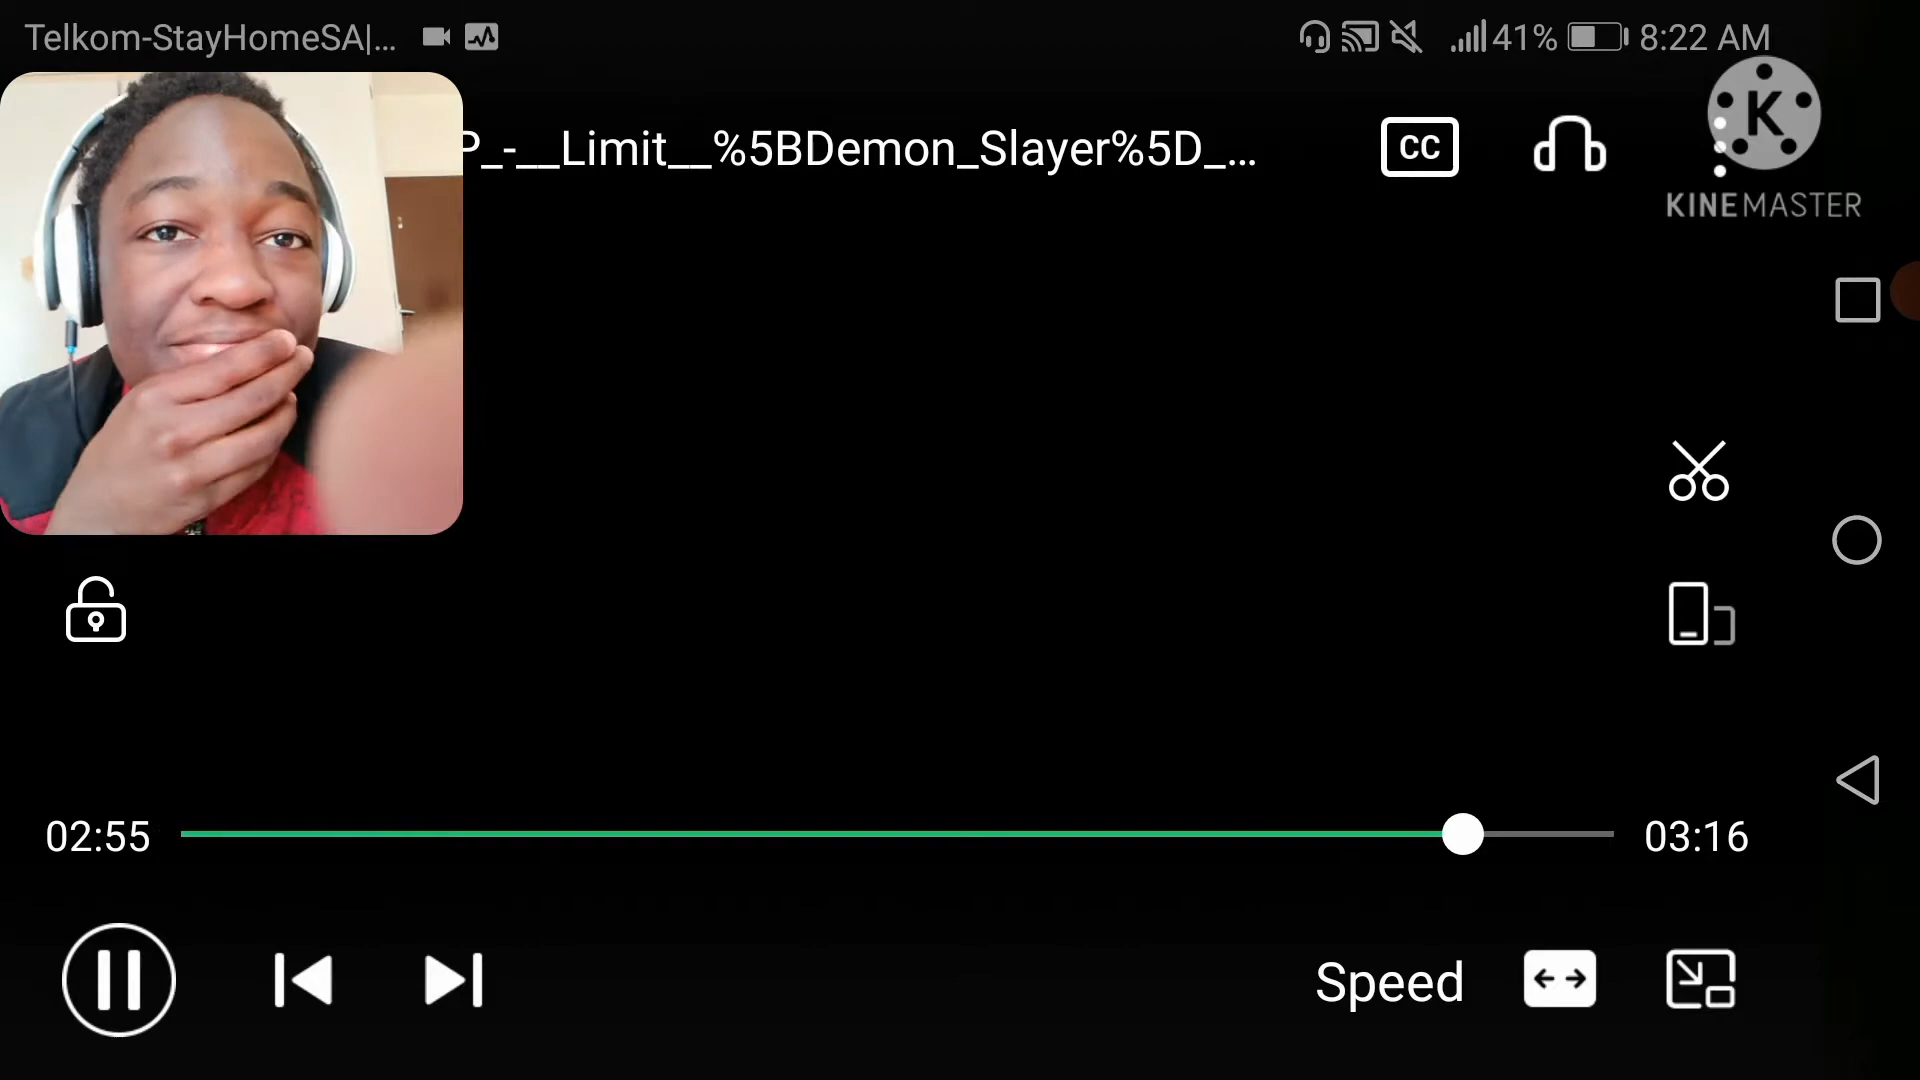 Telkom-StayHomeSA|...
41%
8:22 AM
P_-__Limit__%5BDemon_Slayer%5D_...
CC
K
KINEMASTER
02:55
03:16
Speed